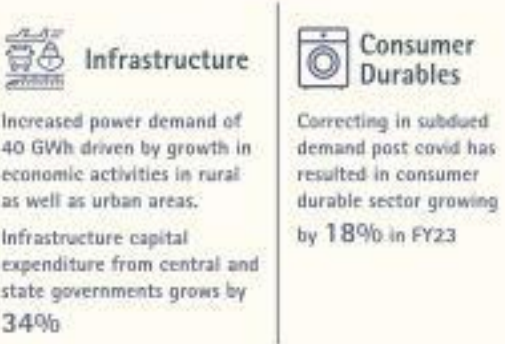 Infrastructure
Increased power demand of
40 GWh driven by growth in
economic activities in rural
as well as urban areas.
Infrastructure capital
expenditure from central and
state governments grows by
34%
Consumer
Durables
Correcting in subdued
demand post covid has
resulted in consumer
durable sector growing
by 18% in FY23